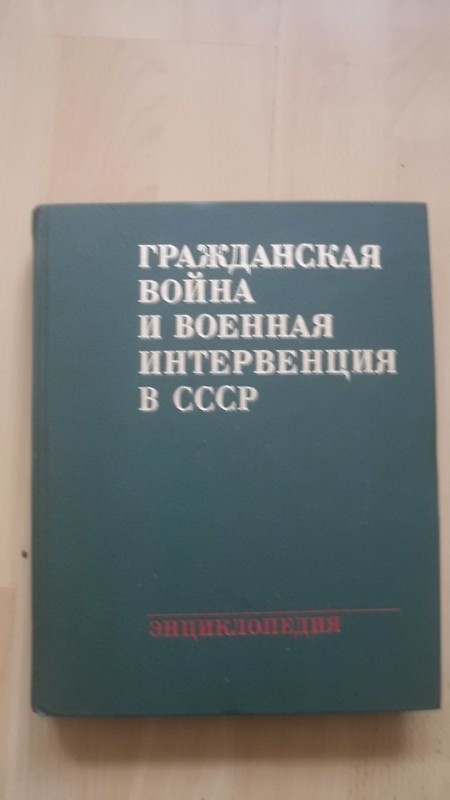 ГРАЖДАНСКАЯ
ВОЙНА
И ВОЕННАЯ
ИНТЕРВЕНЦИЯ
В СССР
ЭНЦИКЛОПЕДИЯ